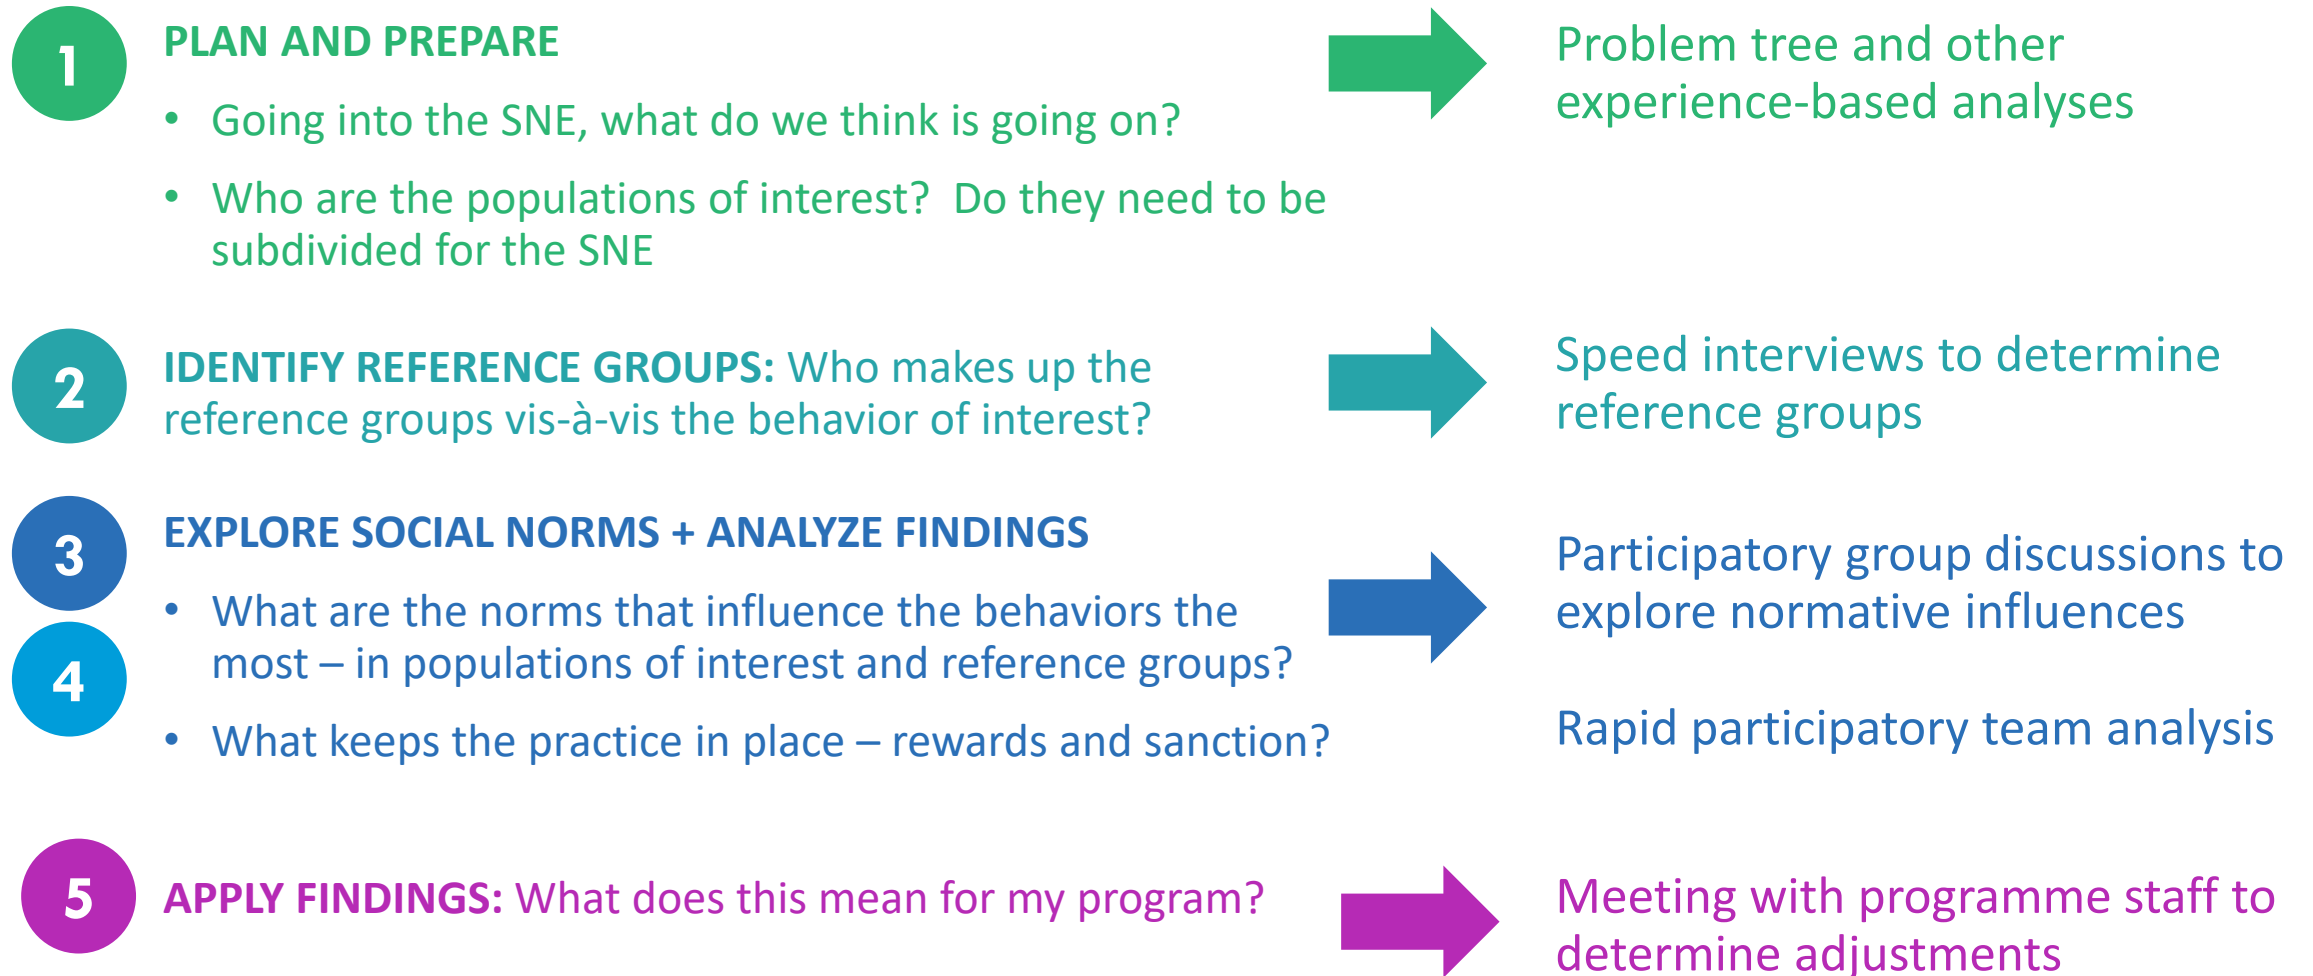 1
PLAN AND PREPARE
• Going into the SNE, what do we think is going on?
• Who are the populations of interest?  Do they need to be
subdivided for the SNE
Problem tree and other
experience-based analyses
2
IDENTIFY REFERENCE GROUPS: Who makes up the
reference groups vis-à-vis the behavior of interest?
Speed interviews to determine
reference groups
3
4
EXPLORE SOCIAL NORMS + ANALYZE FINDINGS
• What are the norms that influence the behaviors the
most – in populations of interest and reference groups?
• What keeps the practice in place – rewards and sanction?
Participatory group discussions to
explore normative influences
Rapid participatory team analysis
5
APPLY FINDINGS: What does this mean for my program?
Meeting with programme staff to
determine adjustments